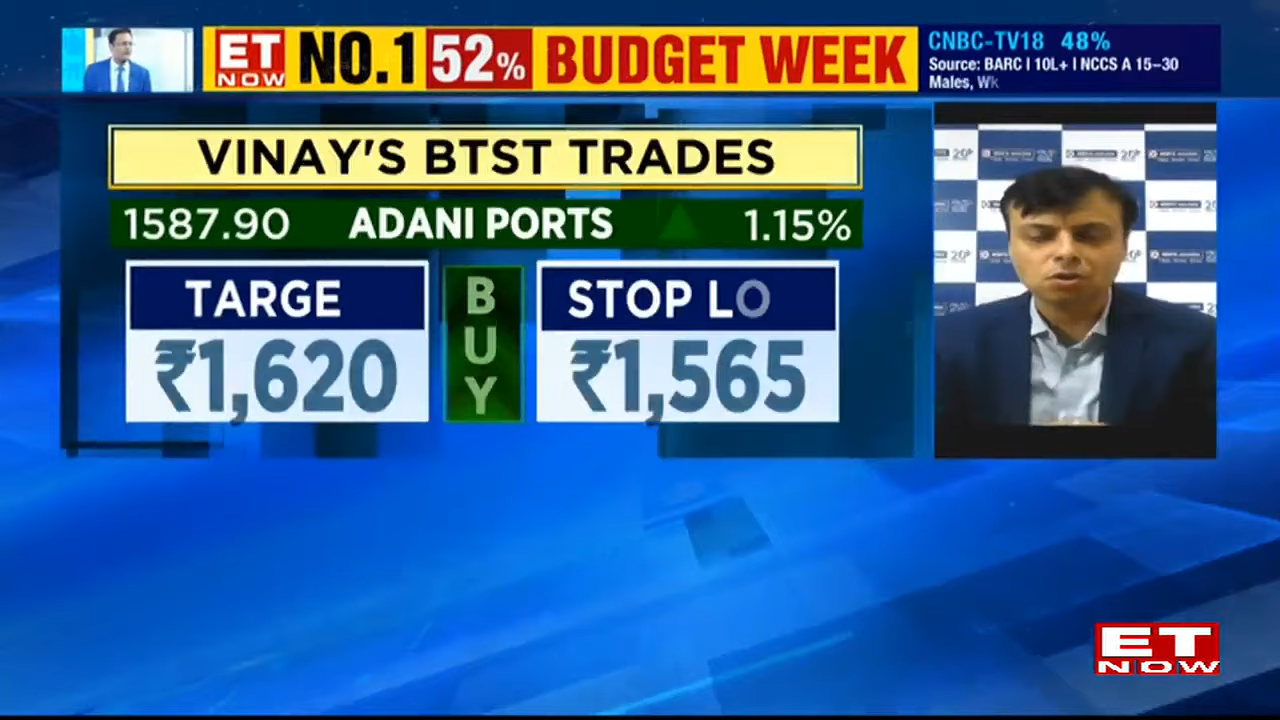 ET NOW NO.1 52% BUDGET WEEK
CNBC-TV18 48%
Source: BARC | 10L+ | NCCS A 15-30
Males, Wk
VINAY'S BTST TRADES
1587.90 ADANI PORTS 1.15%
TARGE BUY STOP LO
₹1,620 ₹1,565
ET
NOW